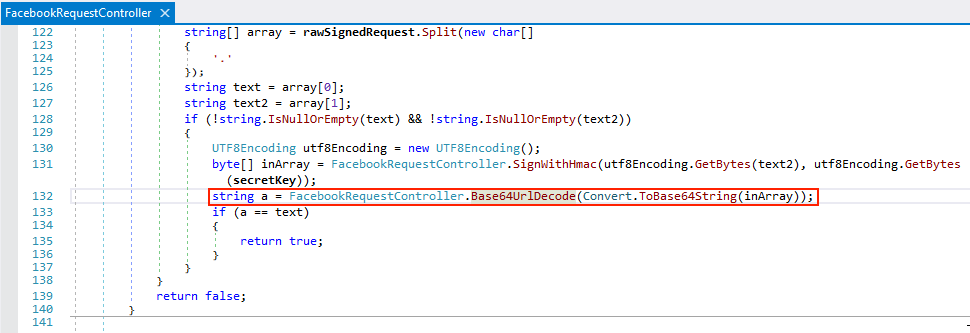 FacebookRequestController ×
122 string[] array = rawSignedRequest.Split(new char[]
123 {
124 '.'
125 });
126 string text = array[0];
127 string text2 = array[1];
128 if (!string.IsNullOrEmpty(text) && !string.IsNullOrEmpty(text2))
129 {
130 UTF8Encoding utf8Encoding = new UTF8Encoding();
131 byte[] inArray = FacebookRequestController.SignWithHmac(utf8Encoding.GetBytes(text2), utf8Encoding.GetBytes
(secretKey));
132 string a = FacebookRequestController.Base64UrlDecode(Convert.ToBase64String(inArray));
133 if (a == text)
134 {
135 return true;
136 }
137 }
138 }
139 return false;
140 }
141